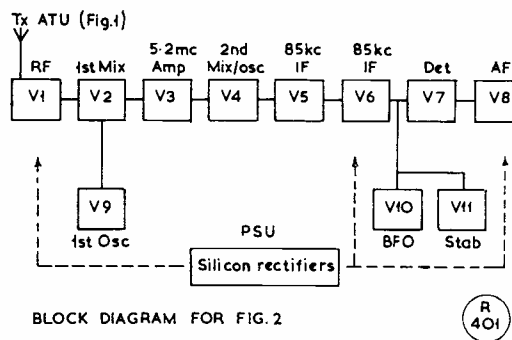 Tx ATU (Fig.1)
RF
1st Mix
5·2mc Amp
2nd Mix/osc
85kc IF
85kc IF
Det
AF
V1
V2
V3
V4
V5
V6
V7
V8
V9
1st Osc
V10
BFO
V11
Stab
PSU
Silicon rectifiers
BLOCK DIAGRAM FOR FIG. 2
R
401